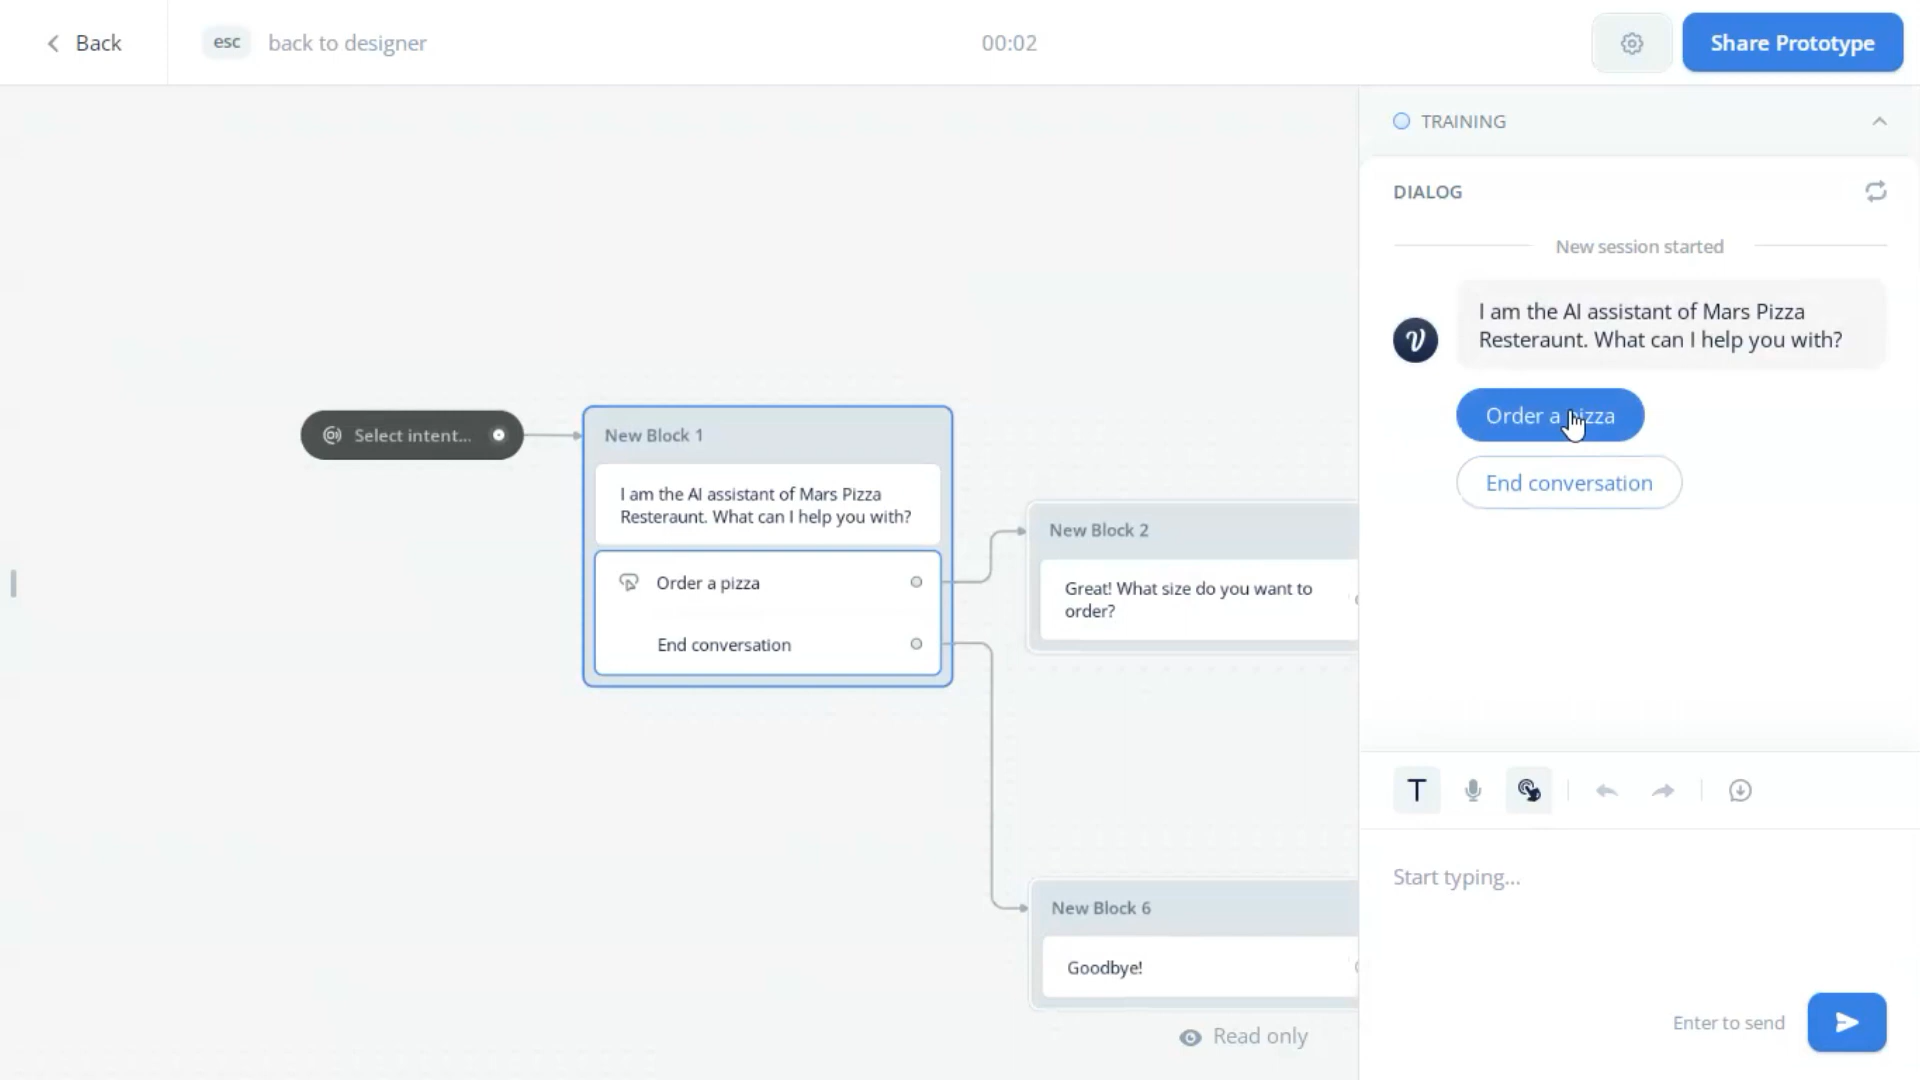 Back
esc back to designer
00:02
Share Prototype
TRAINING
DIALOG
New session started
I am the AI assistant of Mars Pizza
Resteraunt. What can I help you with?
Order a pizza
End conversation
Select intent...
New Block 1
I am the AI assistant of Mars Pizza
Resteraunt. What can I help you with?
Order a pizza
End conversation
New Block 2
Great! What size do you want to
order?
New Block 6
Goodbye!
Read only
T
Start typing...
Enter to send